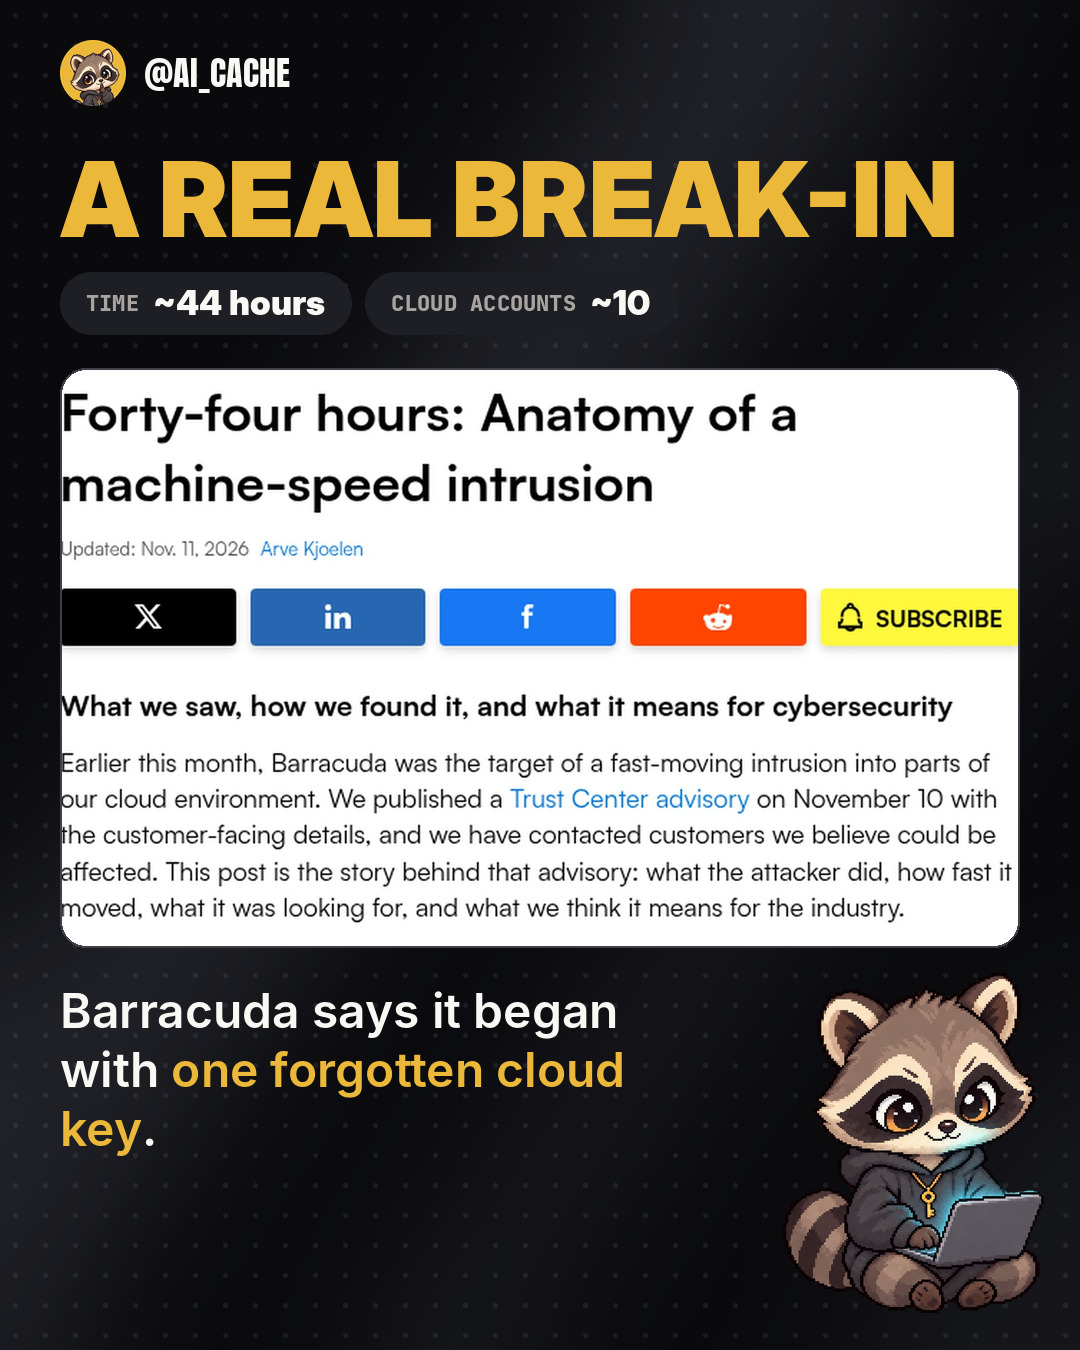 @AI_CACHE
A REAL BREAK-IN
TIME ~44 hours
CLOUD ACCOUNTS ~10
Forty-four hours: Anatomy of a
machine-speed intrusion
Updated: Nov. 11, 2026 Arve Kjoelen
SUBSCRIBE
What we saw, how we found it, and what it means for cybersecurity
Earlier this month, Barracuda was the target of a fast-moving intrusion into parts of
our cloud environment. We published a Trust Center advisory on November 10 with
the customer-facing details, and we have contacted customers we believe could be
affected. This post is the story behind that advisory: what the attacker did, how fast it
moved, what it was looking for, and what we think it means for the industry.
Barracuda says it began
with one forgotten cloud
key.